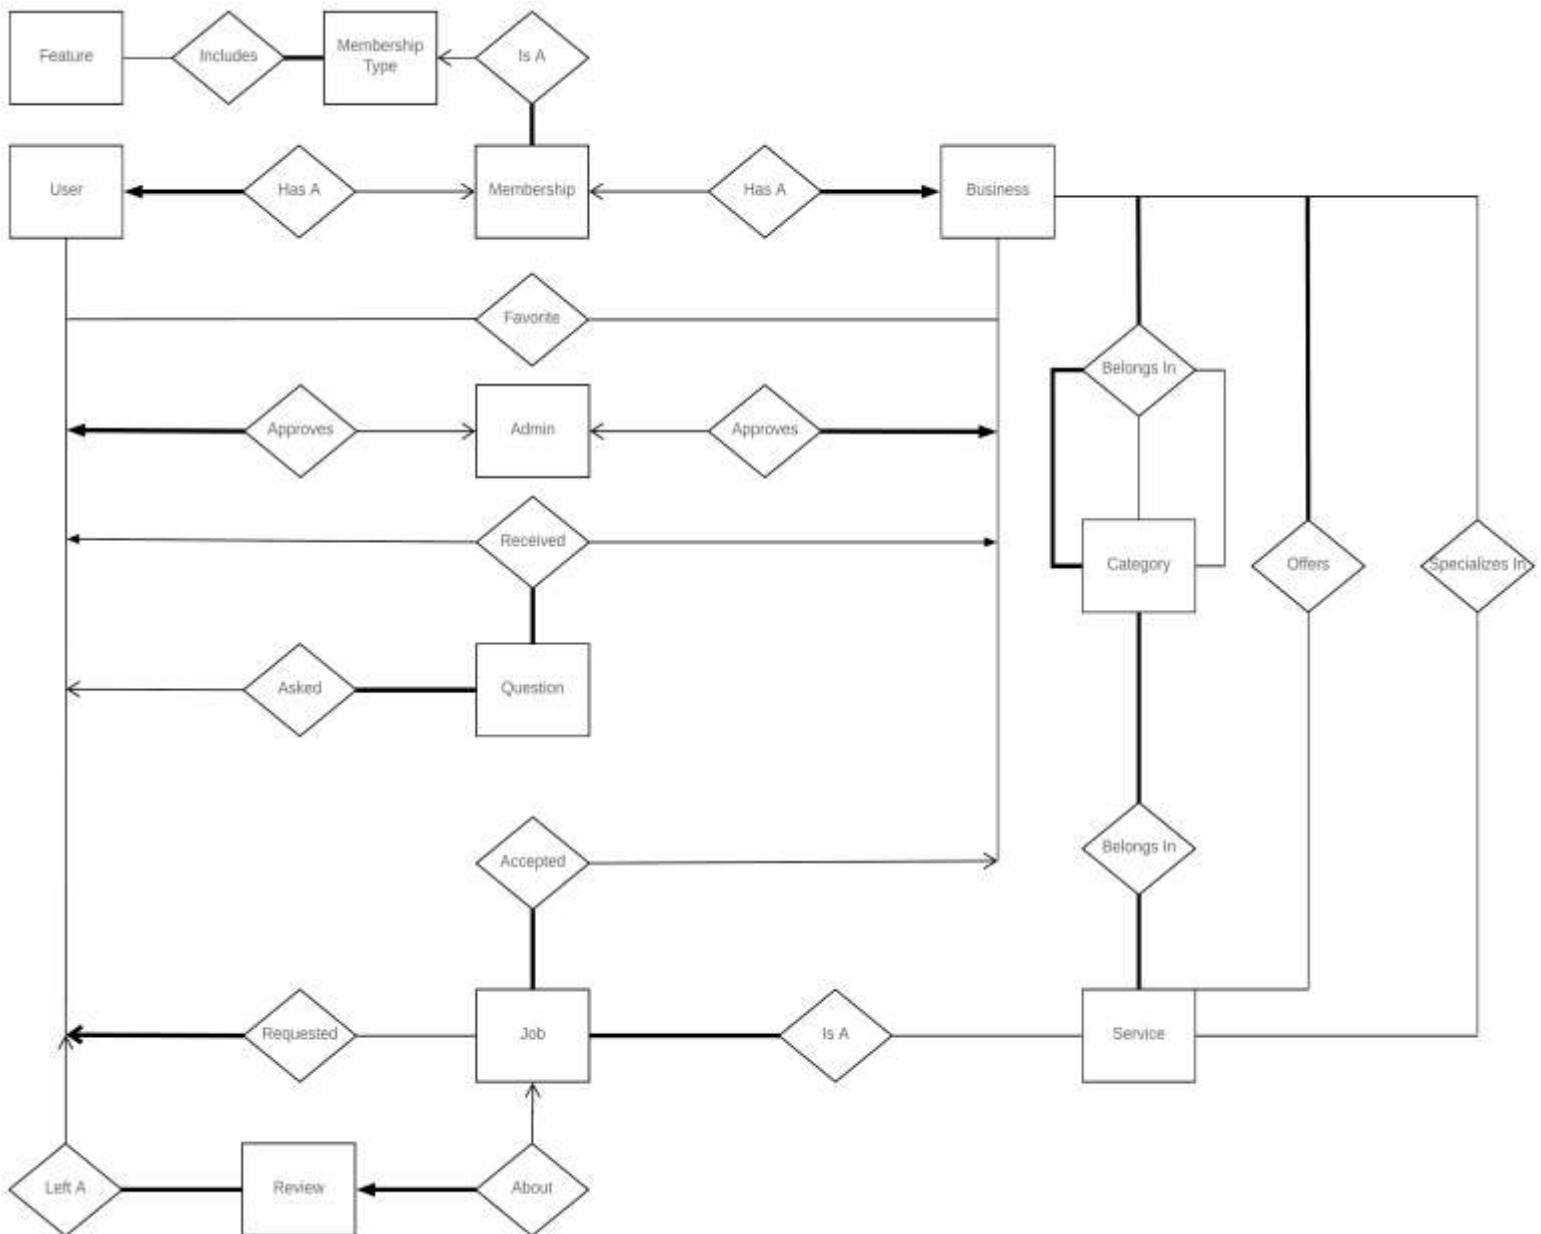 Feature
Includes
Membership
Type
Is A
User
Has A
Membership
Has A
Business
Favorite
Belongs In
Approves
Admin
Approves
Received
Category
Offers
Specializes In
Asked
Question
Accepted
Belongs In
Requested
Job
Is A
Service
Left A
Review
About